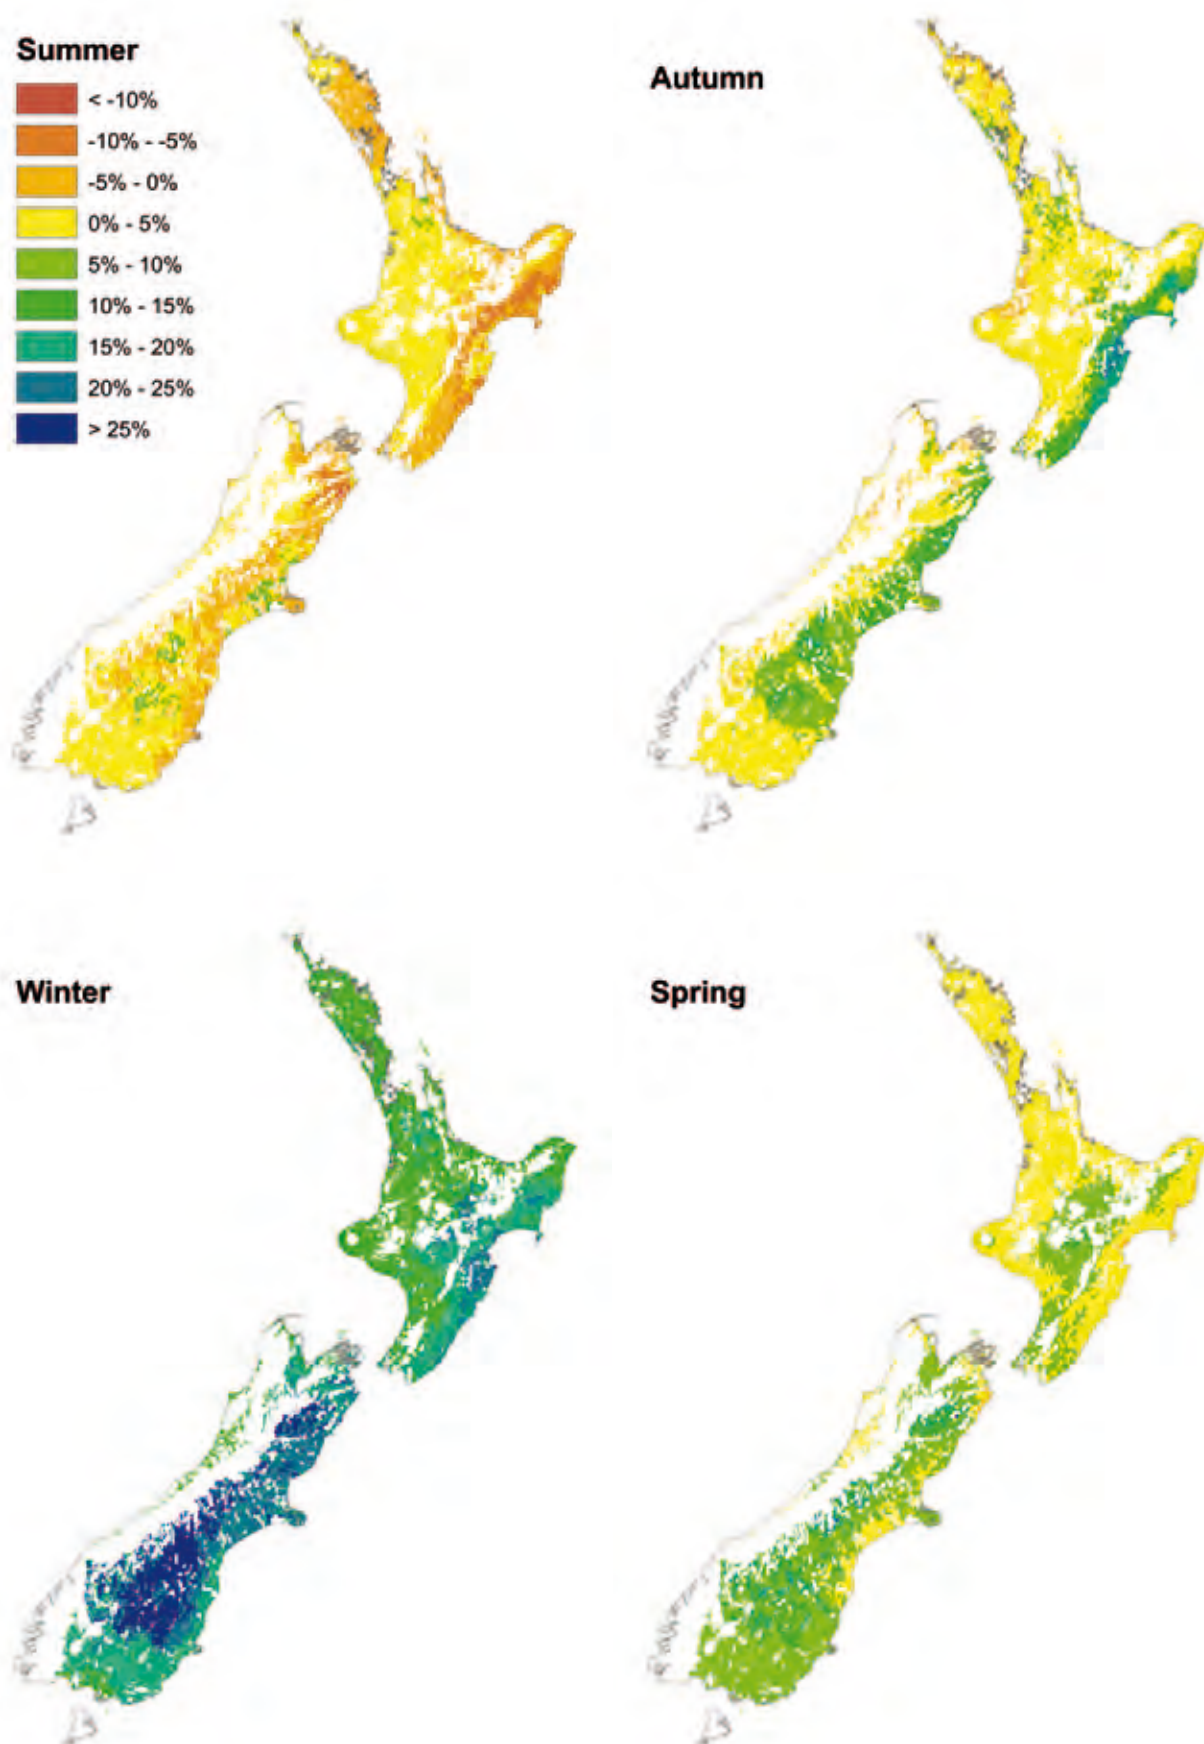 Summer
< -10%
-10% - -5%
-5% - 0%
0% - 5%
5% - 10%
10% - 15%
15% - 20%
20% - 25%
> 25%
Autumn
Winter
Spring